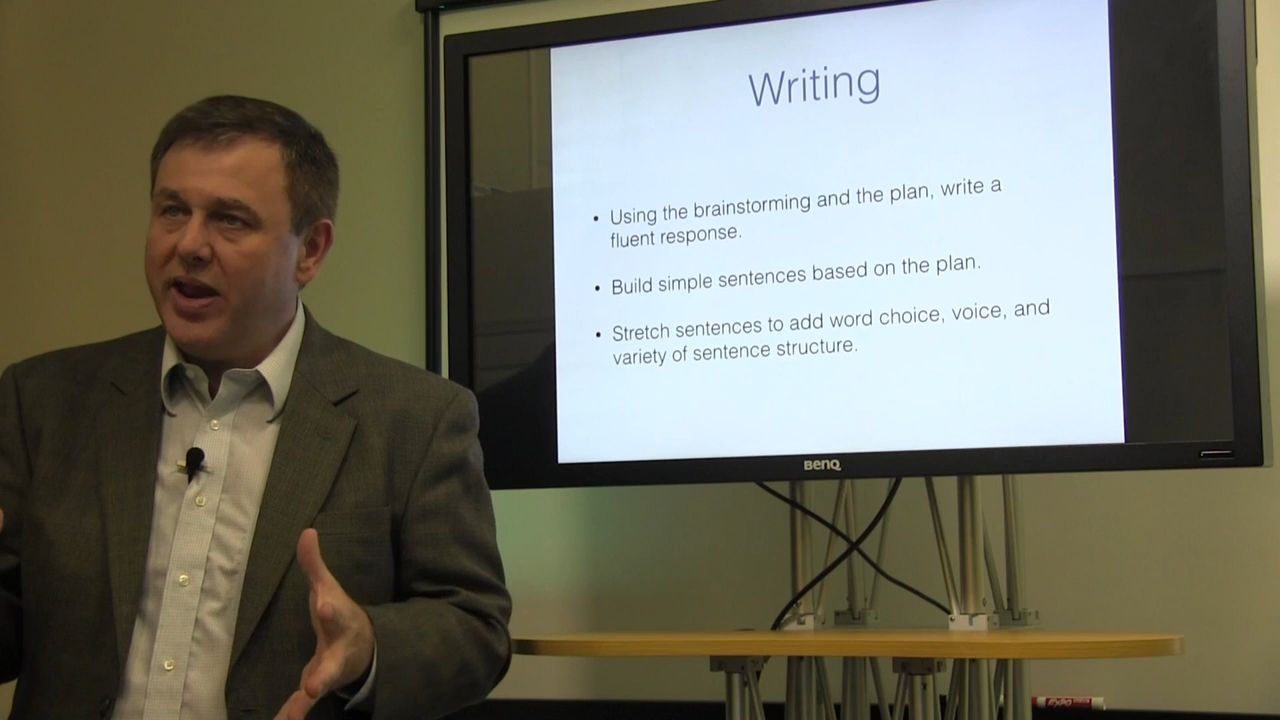 Writing
• Using the brainstorming and the plan, write a
fluent response.
• Build simple sentences based on the plan.
• Stretch sentences to add word choice, voice, and
variety of sentence structure.
BenQ
EXPO